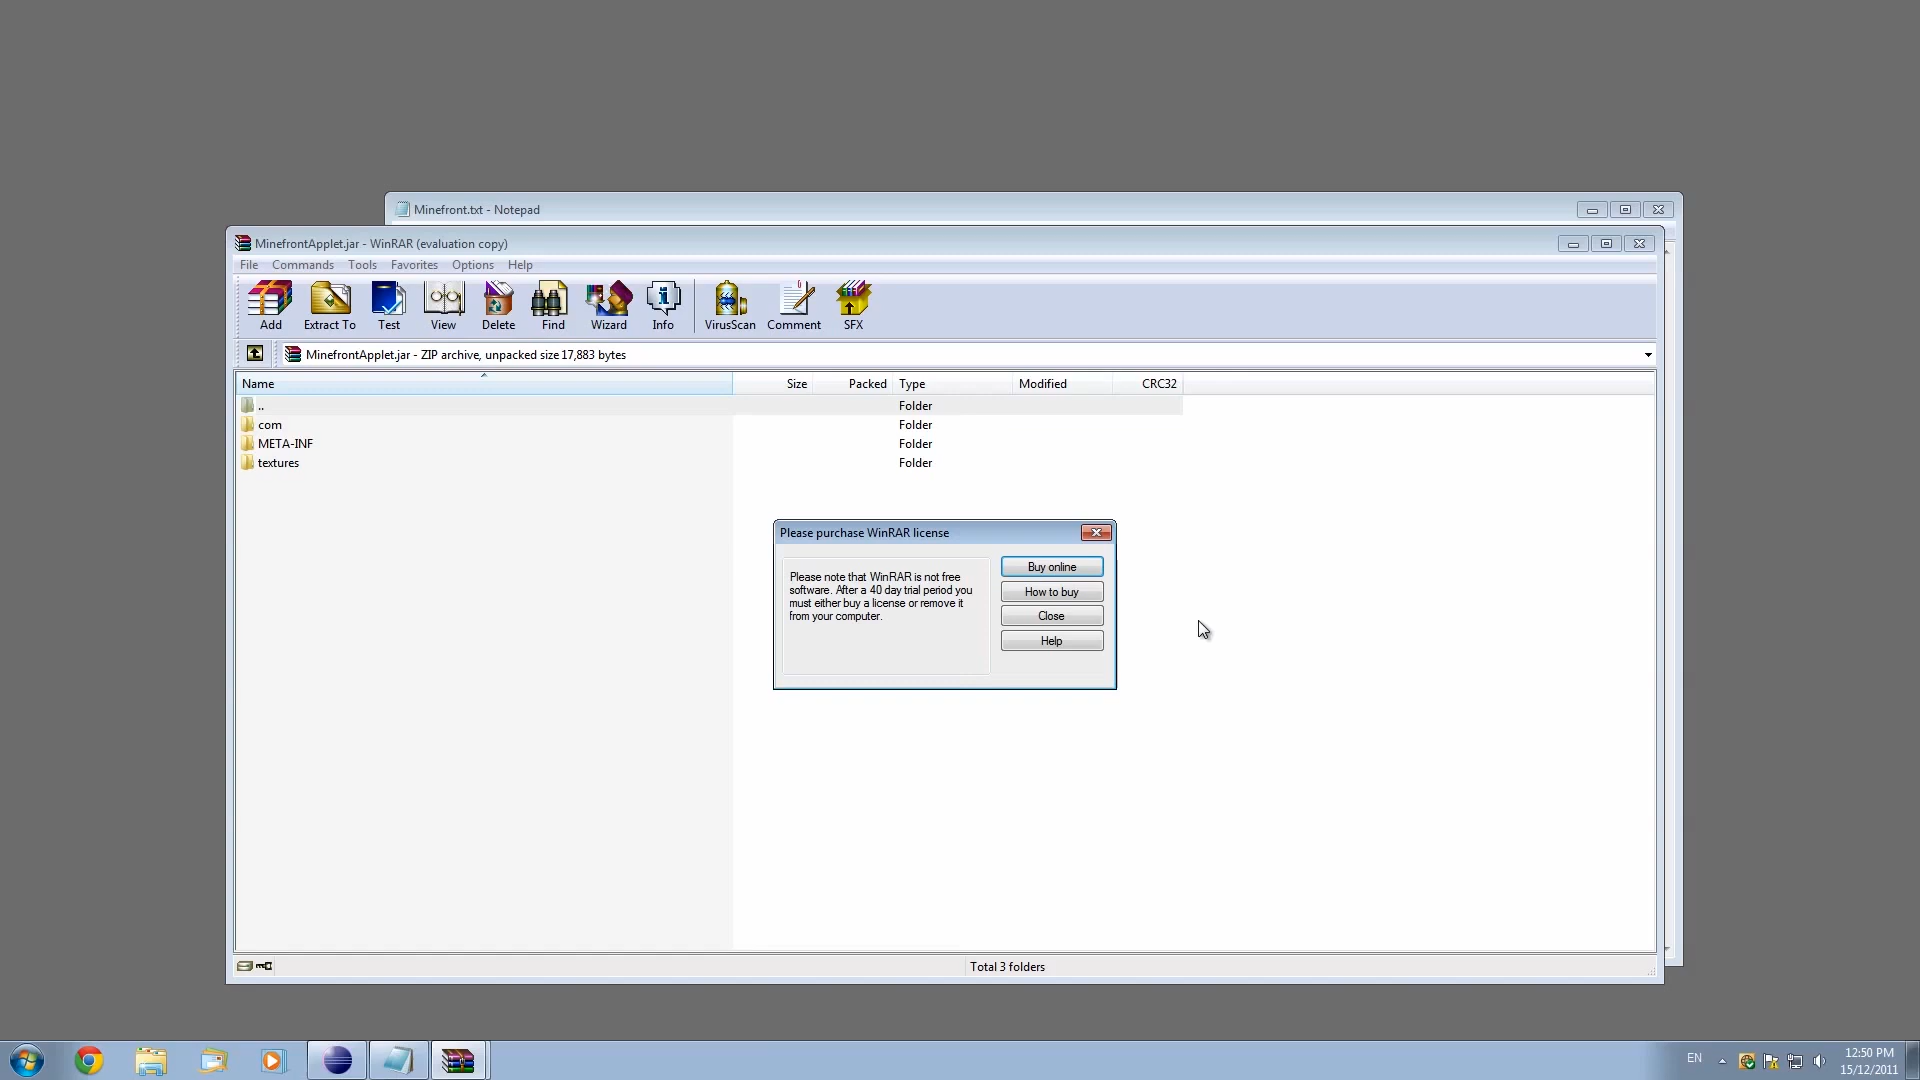 Minefront.txt - Notepad
MinefrontApplet.jar - WinRAR (evaluation copy)
File Commands Tools Favorites Options Help
Add Extract To Test View Delete Find Wizard Info VirusScan Comment SFX
MinefrontApplet.jar - ZIP archive, unpacked size 17,883 bytes
Name Size Packed Type Modified CRC32
.. Folder
com Folder
META-INF Folder
textures Folder
Please purchase WinRAR license
Please note that WinRAR is not free
software. After a 40 day trial period you
must either buy a license or remove it
from your computer.
Buy online
How to buy
Close
Help
Total 3 folders
EN
12:50 PM
15/12/2011